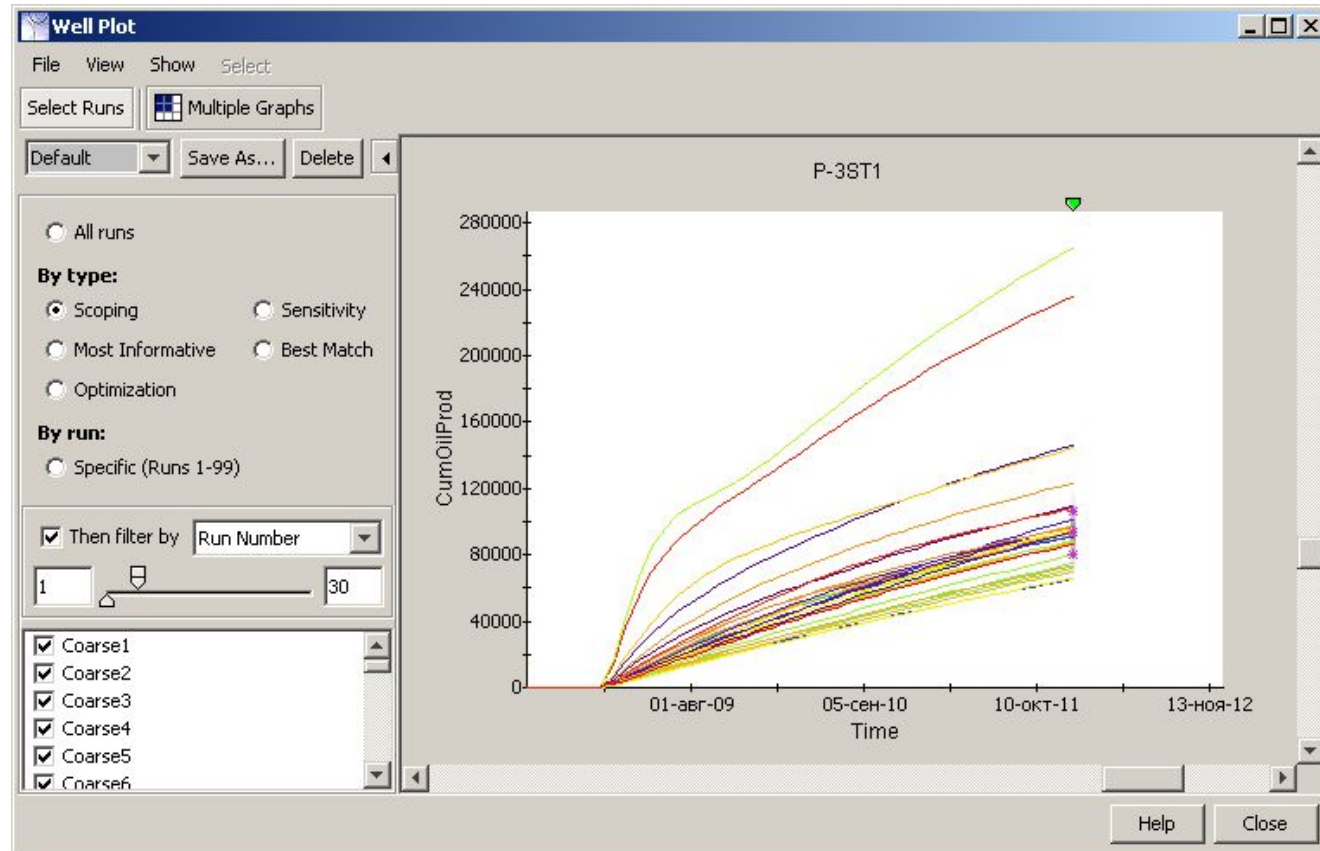 Well Plot
File View Show Select
Select Runs Multiple Graphs
Default Save As... Delete
All runs
By type:
Scoping Sensitivity
Most Informative Best Match
Optimization
By run:
Specific (Runs 1-99)
Then filter by Run Number
1 30
Coarse1
Coarse2
Coarse3
Coarse4
Coarse5
Coarse6
P-3ST1
280000
240000
200000
160000
120000
80000
40000
0
CumOilProd
01-авг-09 05-сен-10 10-окт-11 13-ноя-12
Time
Help Close